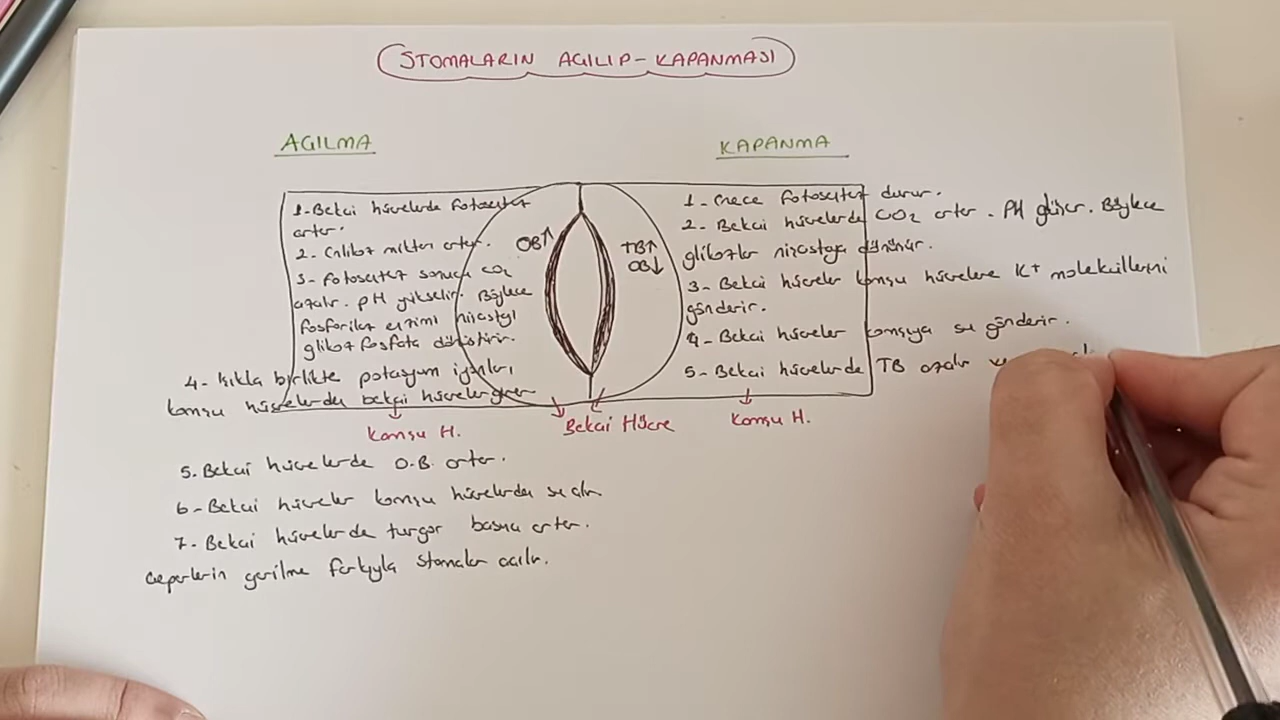 STOMALARIN AÇILIP-KAPANMASI
AÇILMA
1-Bekçi hücrelerde fotosentez
artar.
2- Glikoz miktarı artar.
3- Fotosentez sonucu CO2
azalır. pH yükselir. Böylece
fosforilaz enzimi nişastayı
glikoz fosfata dönüştürür.
4- Işıkla birlikte potasyum iyonları
komşu hücrelerden bekçi hücrelere girer
OB↑
TB↑
OB↓
Komşu H.
Bekçi Hücre
Komşu H.
5. Bekçi hücrelerde O.B. artar.
6- Bekçi hücreler komşu hücrelerden su alır
7- Bekçi hücrelerde turgor basıncı artar.
Çeperlerin gerilme farkıyla stomalar açılır.
KAPANMA
1- Gece fotosentez durur.
2- Bekçi hücrelerde CO2 artar. PH düşer. Böylece
glikozlar nişastaya dönüşür.
3- Bekçi hücreler komşu hücrelere K+ moleküllerini
gönderir.
4- Bekçi hücreler komşuya su gönderir.
5- Bekçi hücrelerde TB azalır